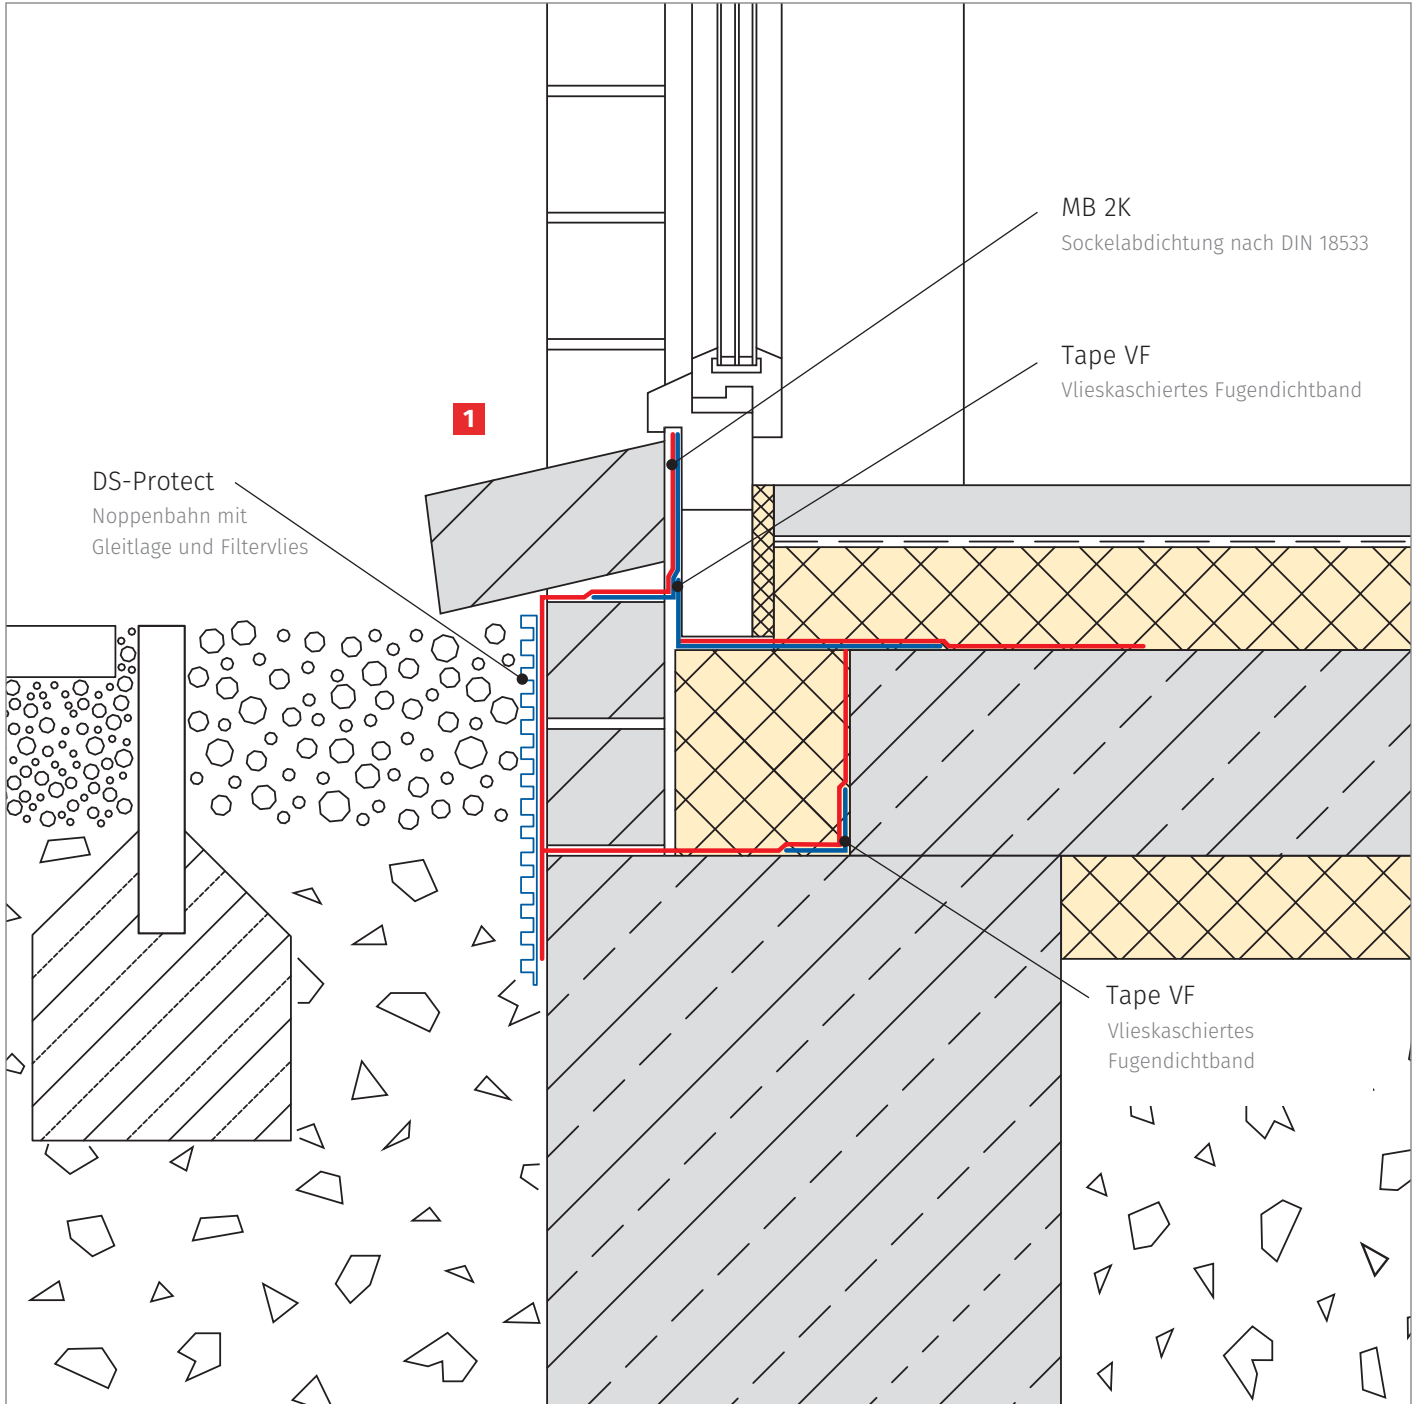 MB 2K
Sockelabdichtung nach DIN 18533
Tape VF
Vlieskaschiertes Fugendichtband
1
DS-Protect
Noppenbahn mit
Gleitlage und Filtervlies
Tape VF
Vlieskaschiertes
Fugendichtband